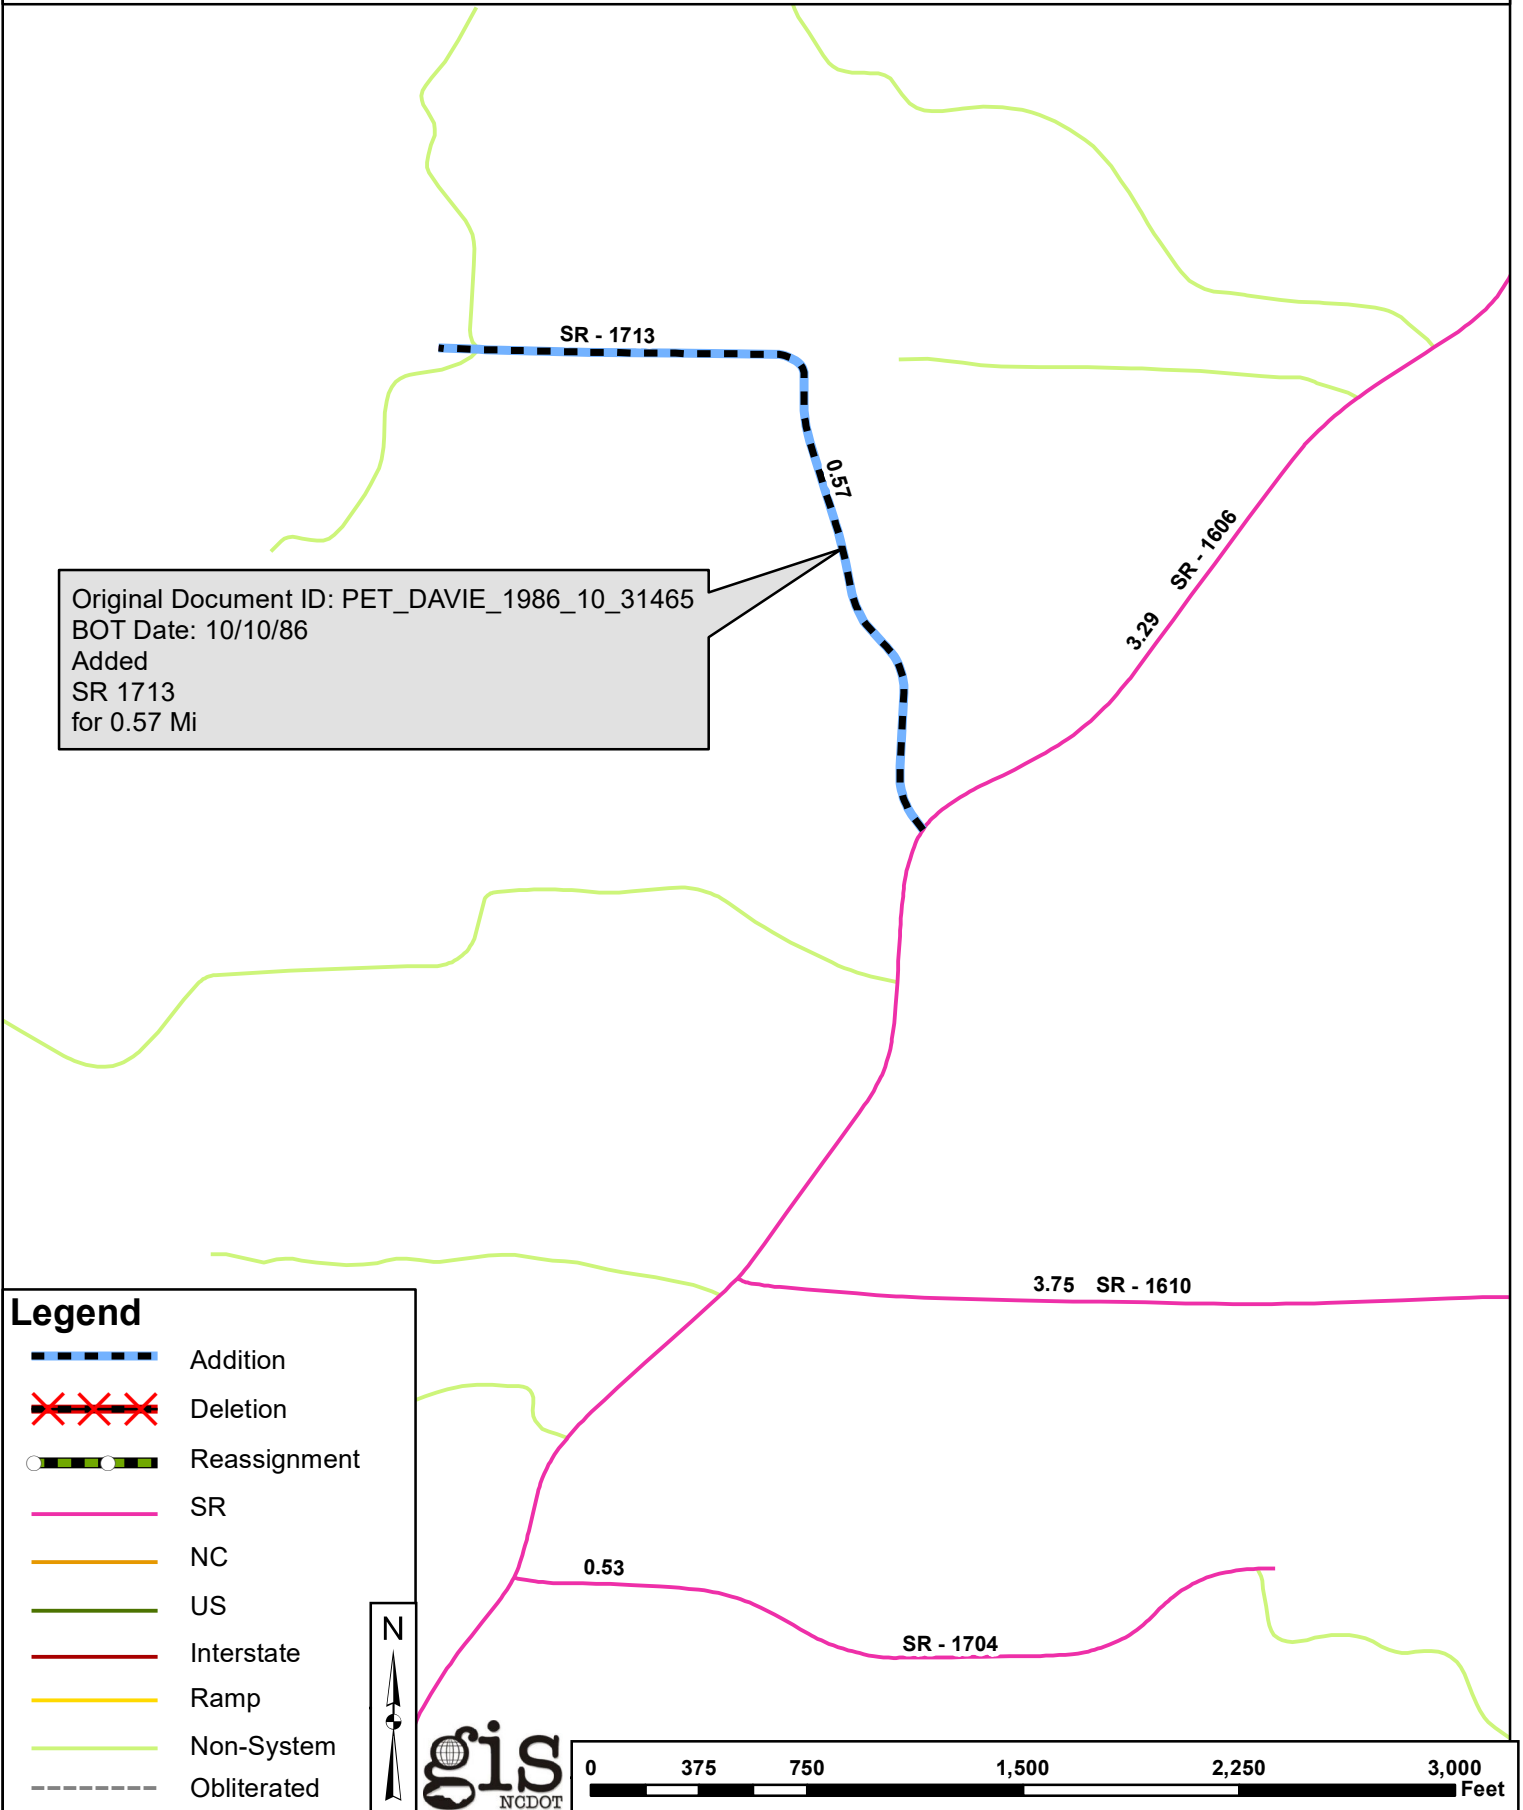 SR - 1713
0.57
SR - 1606
3.29
Original Document ID: PET_DAVIE_1986_10_31465
BOT Date: 10/10/86
Added
SR 1713
for 0.57 Mi
3.75 SR - 1610
Legend
Addition
Deletion
Reassignment
SR
NC
US
Interstate
Ramp
Non-System
Obliterated
0.53
SR - 1704
N
gis
NCDOT
0 375 750 1,500 2,250 3,000
Feet